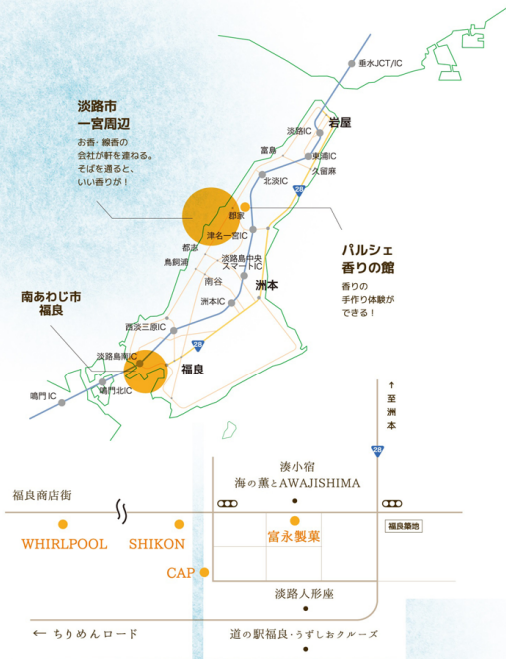 垂水JCT/IC
淡路市
一宮周辺
お香・線香の
会社が軒を連ねる。
そばを通ると、
いい香りが！
岩屋
淡路IC
富島
東浦IC
久留麻
北淡IC
28
郡家
津名一宮IC
都志
鳥飼浦
淡路島中央
スマートIC
南谷
洲本
洲本IC
パルシェ
香りの館
香りの
手作り体験が
できる！
南あわじ市
福良
西淡三原IC
淡路島南IC
28
福良
鳴門北IC
鳴門IC
↑至洲本
28
湊小宿
海の薫とAWAJISHIMA
福良商店街
福良築地
WHIRLPOOL
SHIKON
富永製菓
CAP
淡路人形座
← ちりめんロード
道の駅福良・うずしおクルーズ